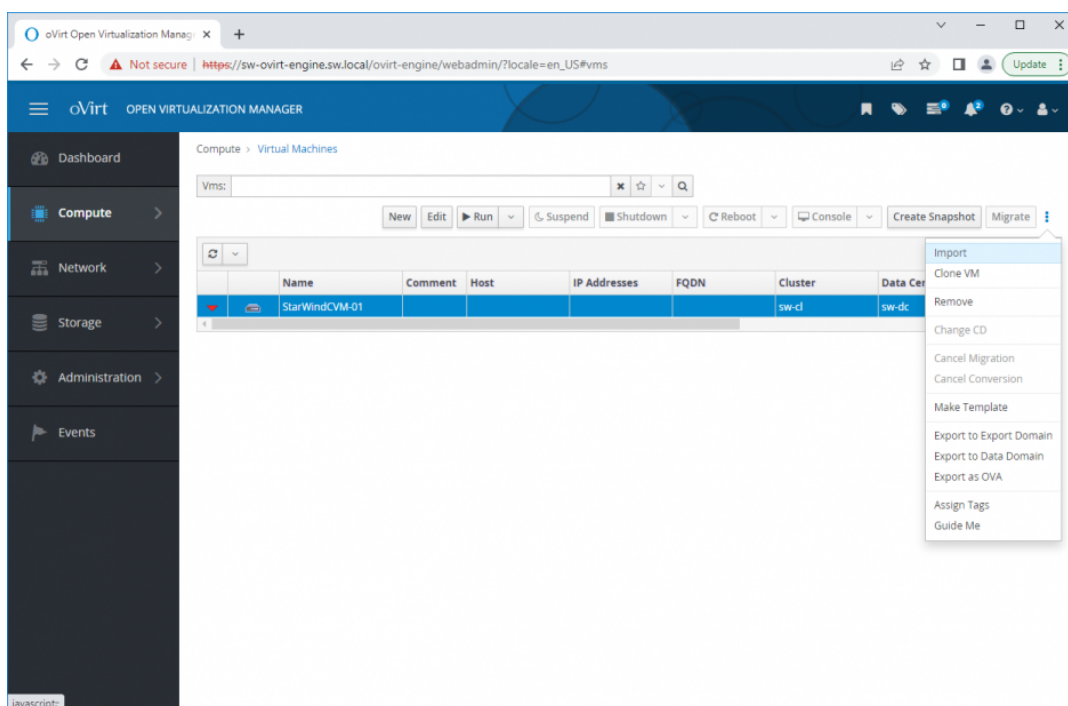 oVirt Open Virtualization Manag
Not secure | https://sw-ovirt-engine.sw.local/ovirt-engine/webadmin/?locale=en_US#vms
Update
oVirt OPEN VIRTUALIZATION MANAGER
0
2
Dashboard
Compute
Network
Storage
Administration
Events
Compute > Virtual Machines
Vms:
New Edit Run Suspend Shutdown Reboot Console Create Snapshot Migrate
Name Comment Host IP Addresses FQDN Cluster Data Cen
StarWindCVM-01 sw-cl sw-dc
Import
Clone VM
Remove
Change CD
Cancel Migration
Cancel Conversion
Make Template
Export to Export Domain
Export to Data Domain
Export as OVA
Assign Tags
Guide Me
javascript: